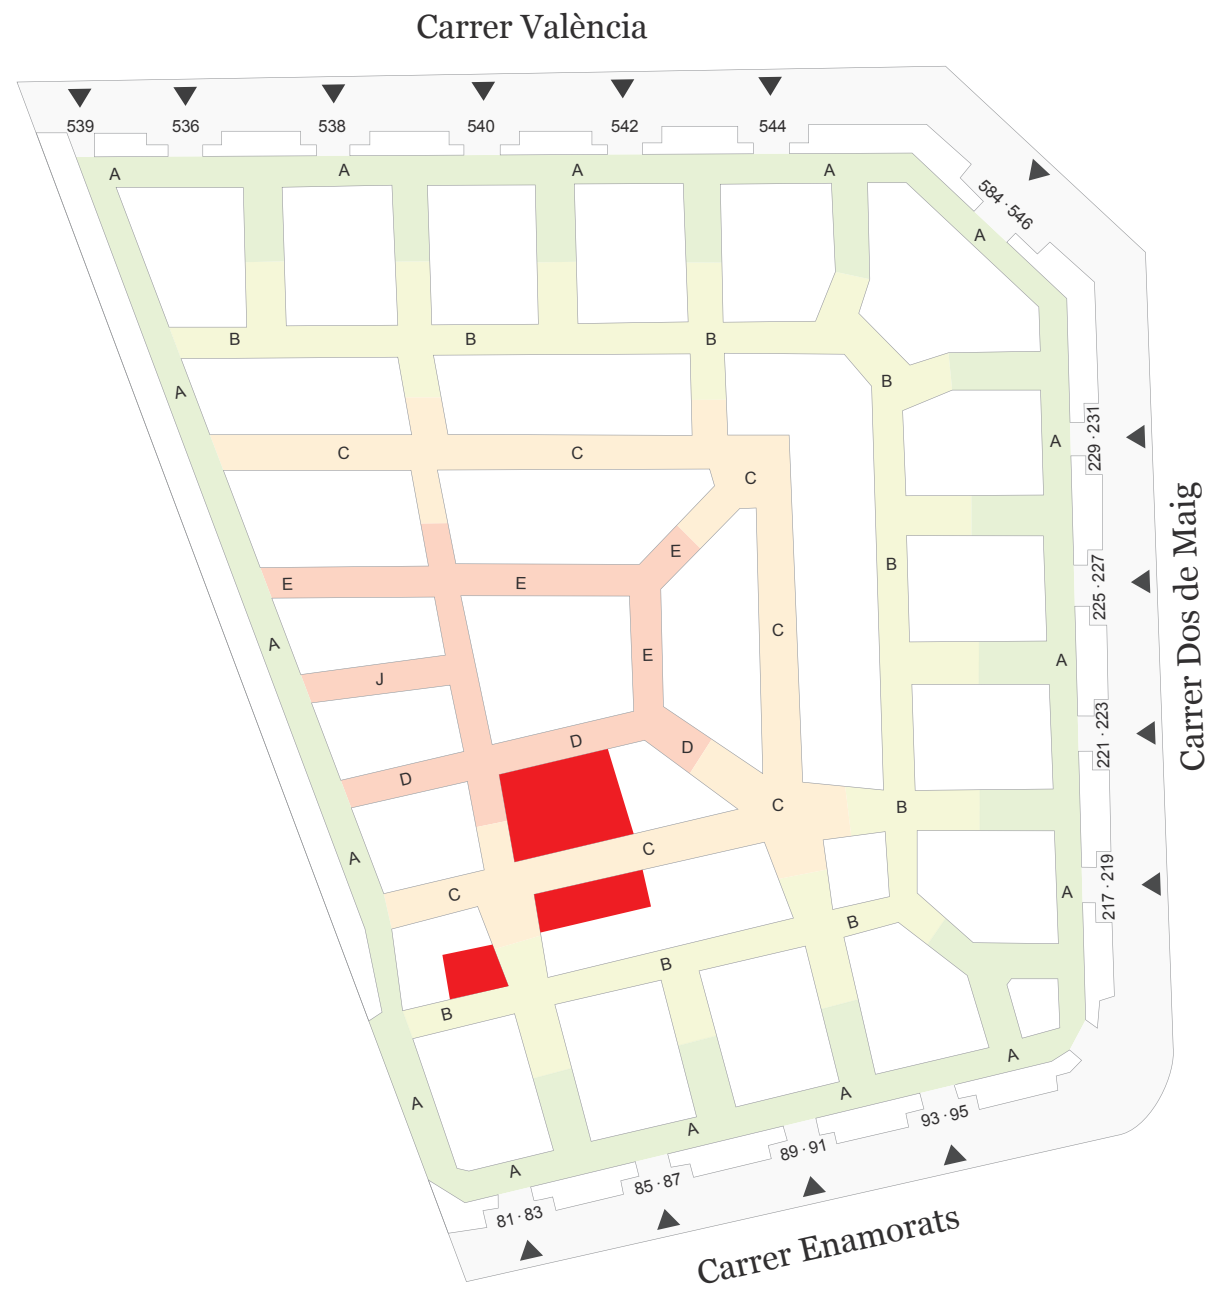 Carrer València
539 536 538 540 542 544
584 · 546
A A A A
A
B B B
B
A
A
229 · 231
C C
C
E
B
E E
225 · 227
C
A
E
A
J
221 · 223
D
D
D
C
B
C
A
217 · 219
C
A
B
B
B
A
A
A
A
A
93 · 95
89 · 91
85 · 87
81 · 83
Carrer Dos de Maig
Carrer Enamorats